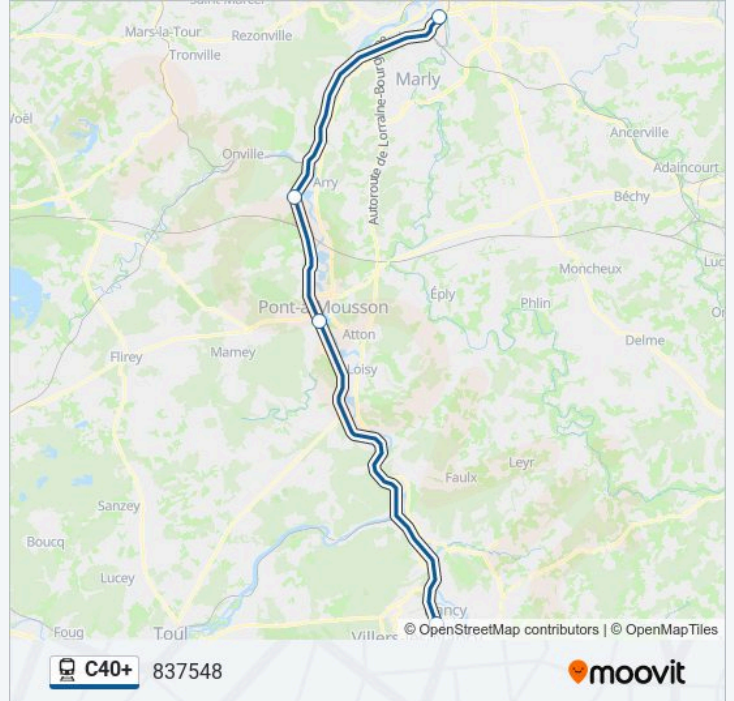 Mars-la-Tour
Rezonville
Tronville
Marly
Autoroute de Lorraine-Bourgogne
Ancerville
Onville
Adaincourt
Arry
Béchy
Moncheux
Éply
Phlin
Pont-à-Mousson
Atton
Delme
Flirey
Mamey
Loisy
Leyr
Faulx
Sanzey
Boucq
Lucey
ancy
Foug
Toul
Villers
© OpenStreetMap contributors | © OpenMapTiles
C40+ 837548
moovit